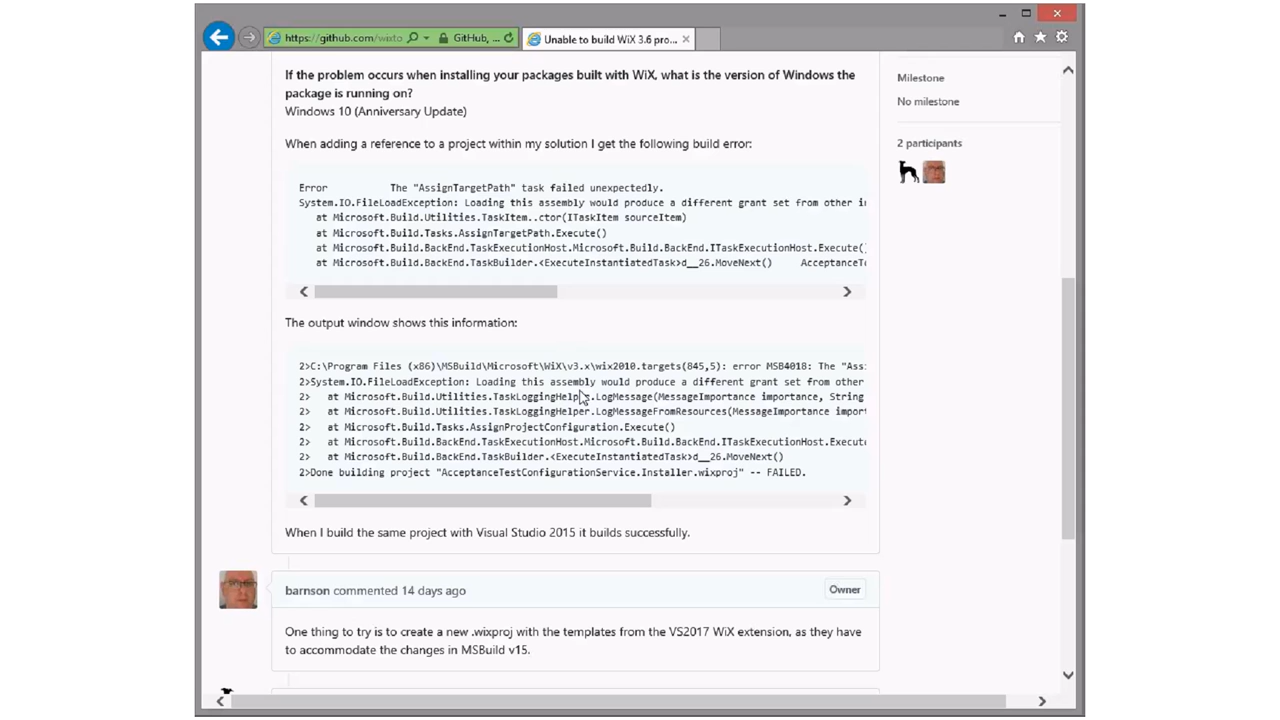 https://github.com/wixto
GitHub, ...
Unable to build WiX 3.6 pro...
If the problem occurs when installing your packages built with WiX, what is the version of Windows the
package is running on?
Windows 10 (Anniversary Update)
When adding a reference to a project within my solution I get the following build error:
Error The "AssignTargetPath" task failed unexpectedly.
System.IO.FileLoadException: Loading this assembly would produce a different grant set from other in
at Microsoft.Build.Utilities.TaskItem..ctor(ITaskItem sourceItem)
at Microsoft.Build.Tasks.AssignTargetPath.Execute()
at Microsoft.Build.BackEnd.TaskExecutionHost.Microsoft.Build.BackEnd.ITaskExecutionHost.Execute()
at Microsoft.Build.BackEnd.TaskBuilder.<ExecuteInstantiatedTask>d__26.MoveNext() AcceptanceTe
The output window shows this information:
2>C:\Program Files (x86)\MSBuild\Microsoft\WiX\v3.x\wix2010.targets(845,5): error MSB4018: The "Ass
2>System.IO.FileLoadException: Loading this assembly would produce a different grant set from other
2> at Microsoft.Build.Utilities.TaskLoggingHelper.LogMessage(MessageImportance importance, String
2> at Microsoft.Build.Utilities.TaskLoggingHelper.LogMessageFromResources(MessageImportance import
2> at Microsoft.Build.Tasks.AssignProjectConfiguration.Execute()
2> at Microsoft.Build.BackEnd.TaskExecutionHost.Microsoft.Build.BackEnd.ITaskExecutionHost.Execute
2> at Microsoft.Build.BackEnd.TaskBuilder.<ExecuteInstantiatedTask>d__26.MoveNext()
2>Done building project "AcceptanceTestConfigurationService.Installer.wixproj" -- FAILED.
When I build the same project with Visual Studio 2015 it builds successfully.
barnson commented 14 days ago
Owner
One thing to try is to create a new .wixproj with the templates from the VS2017 WiX extension, as they have
to accommodate the changes in MSBuild v15.
Milestone
No milestone
2 participants